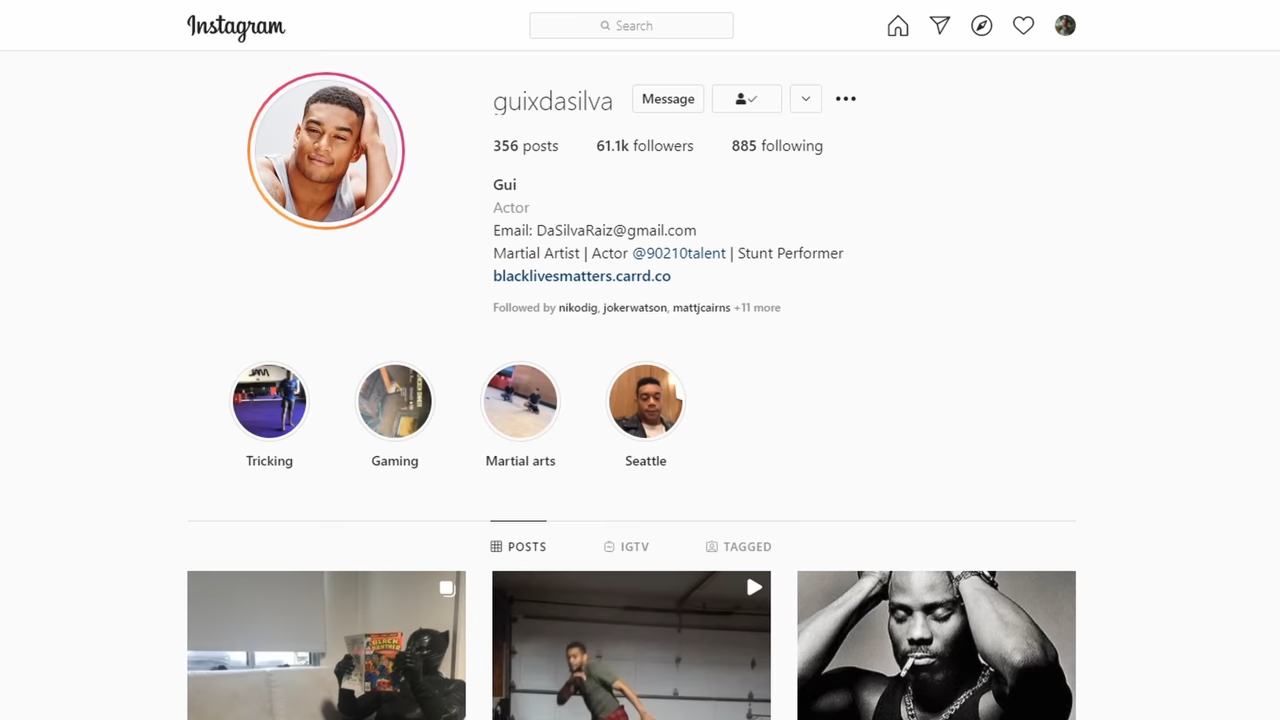 Instagram
Search
guixdasilva
Message
356 posts 61.1k followers 885 following
Gui
Actor
Email: DaSilvaRaiz@gmail.com
Martial Artist | Actor @90210talent | Stunt Performer
blacklivesmatters.carrd.co
Followed by nikodig, jokerwatson, mattjcairns +11 more
Tricking Gaming Martial arts Seattle
POSTS IGTV TAGGED
BLACK
PANTHER